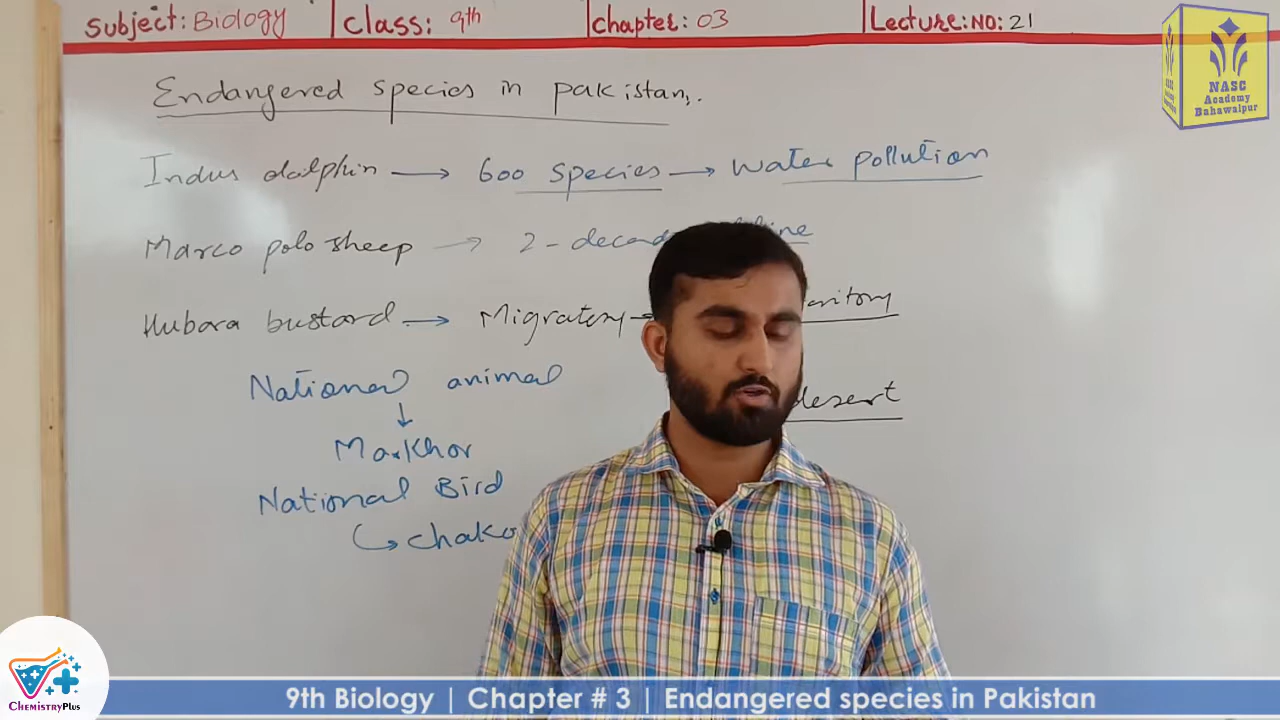 Subject: Biology | Class: 9th | Chapter: 03 | Lecture: NO: 21
NASC
Academy
Bahawalpur
Endangered species in pakistan,.
Indus dolphin → 600 species → water pollution
Marco polo sheep → 2-decade
Hubara bustard → Migratory →
desert
National animal
↓
Markhor
National Bird
↳ chako
ChemistryPlus
9th Biology | Chapter # 3 | Endangered species in Pakistan